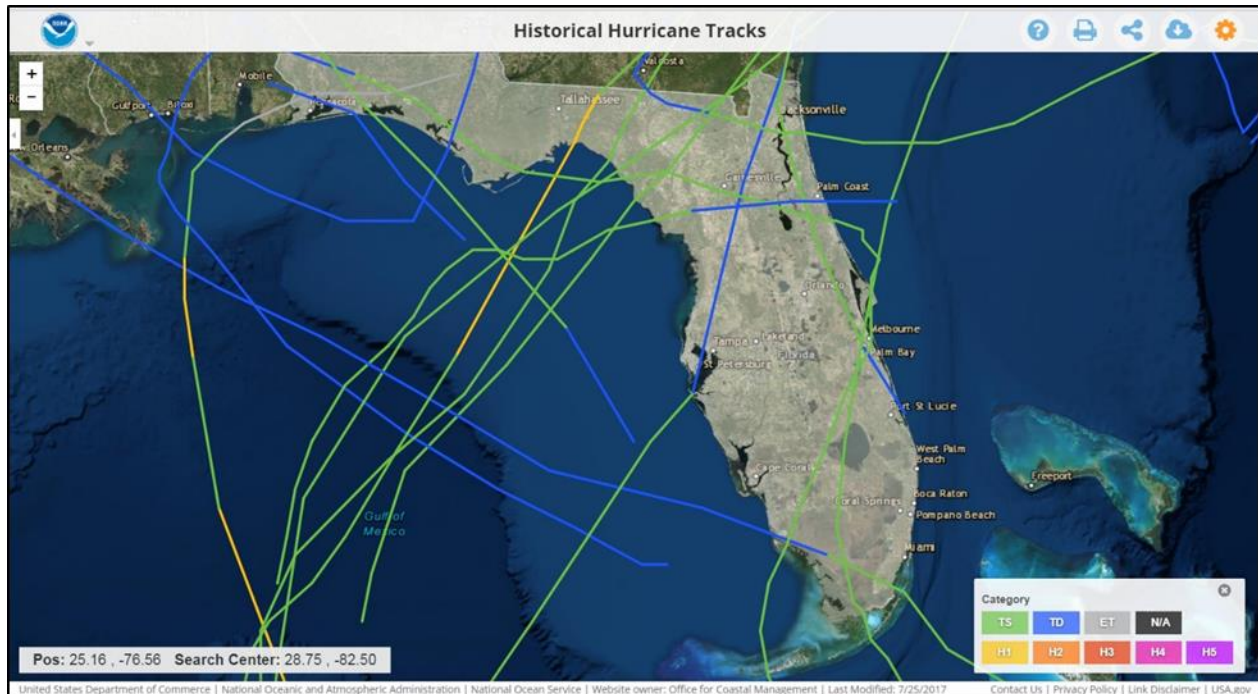 NOAA
Historical Hurricane Tracks
+
−
Valdosta
Mobile
Gulfport
Biloxi
Tallahassee
Jacksonville
Gainesville
Palm Coast
Orlando
Melbourne
Palm Bay
Tampa
Lakeland
St Petersburg
Florida
Port St Lucie
West Palm
Beach
Cape Coral
Freeport
Coral Springs
Boca Raton
Pompano Beach
Gulf of
Mexico
Miami
Category
TS TD ET N/A
H1 H2 H3 H4 H5
Pos: 25.16 , -76.56 Search Center: 28.75 , -82.50
United States Department of Commerce | National Oceanic and Atmospheric Administration | National Ocean Service | Website owner: Office for Coastal Management | Last Modified: 7/25/2017 Contact Us | Privacy Policy | Link Disclaimer | USA.gov